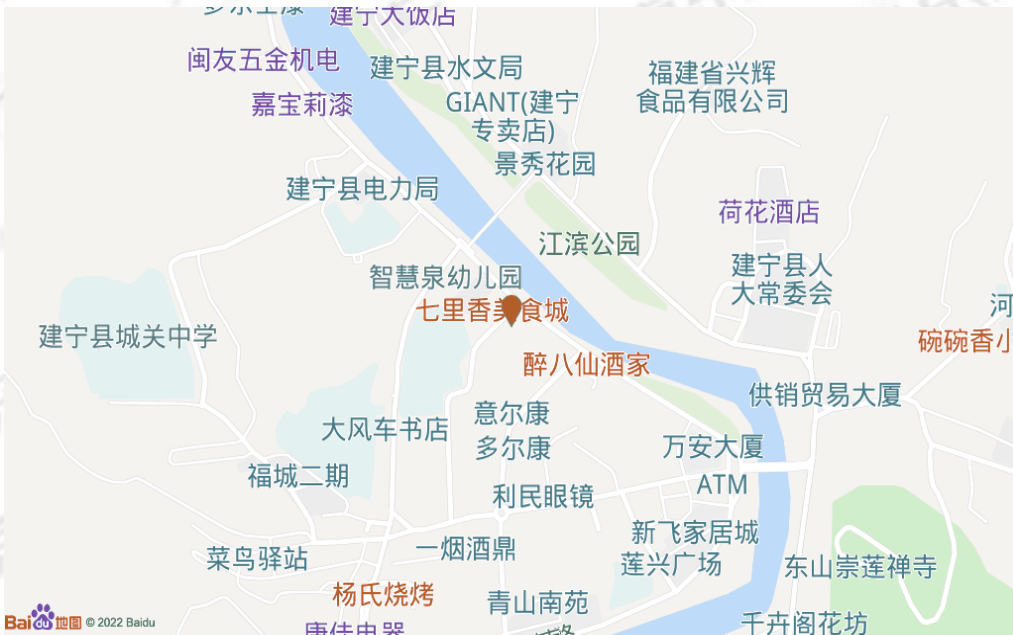 建宁大饭店
闽友五金机电
建宁县水文局
福建省兴辉
食品有限公司
嘉宝莉漆
GIANT(建宁
专卖店)
景秀花园
建宁县电力局
荷花酒店
江滨公园
建宁县人
大常委会
智慧泉幼儿园
七里香美食城
河
建宁县城关中学
碗碗香小
醉八仙酒家
供销贸易大厦
意尔康
大风车书店
多尔康
万安大厦
福城二期
ATM
利民眼镜
新飞家居城
一烟酒鼎
菜鸟驿站
莲兴广场
东山崇莲禅寺
杨氏烧烤
青山南苑
千卉阁花坊
康佳电器
Bai du 地图 © 2022 Baidu